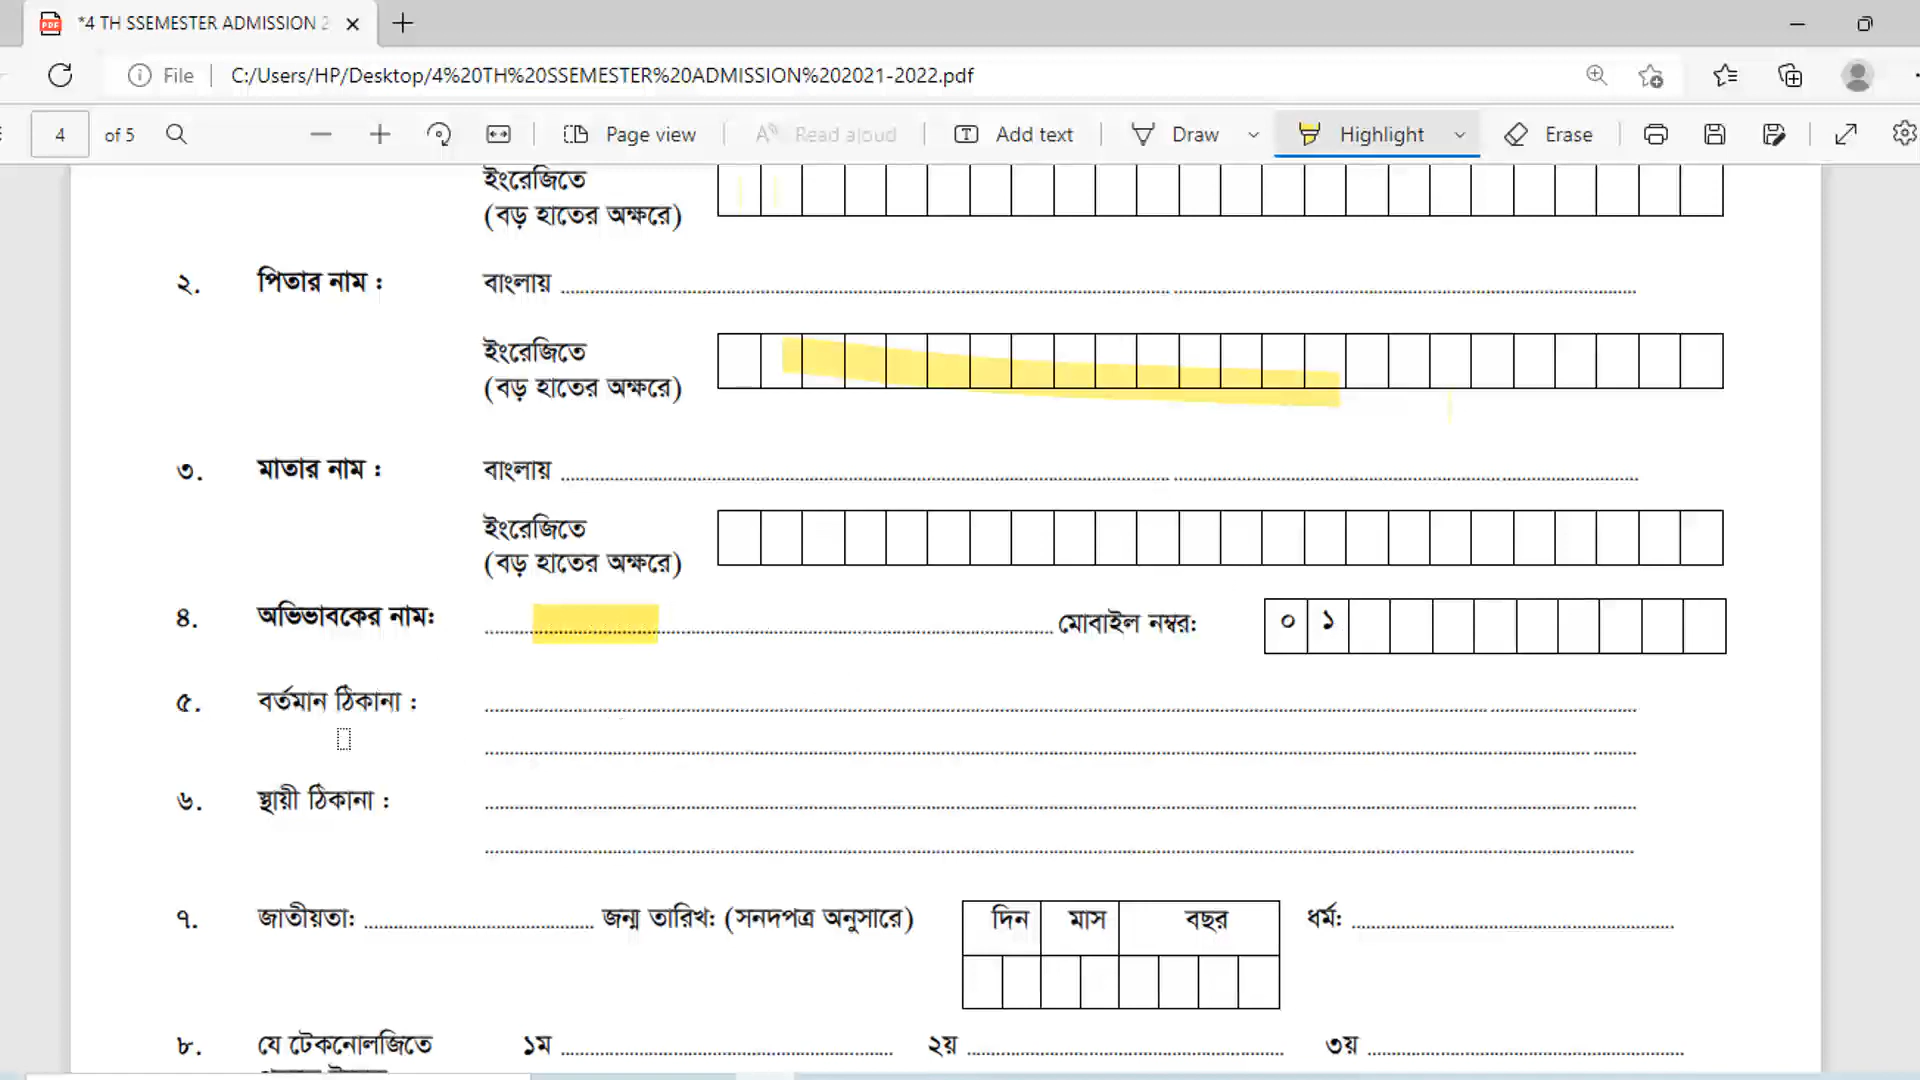 *4 TH SSEMESTER ADMISSION 2
File C:/Users/HP/Desktop/4%20TH%20SSEMESTER%20ADMISSION%202021-2022.pdf
4 of 5 Page view Read aloud Add text Draw Highlight Erase
ইংরেজিতে
(বড় হাতের অক্ষরে)
২. পিতার নাম : বাংলায়
ইংরেজিতে
(বড় হাতের অক্ষরে)
৩. মাতার নাম : বাংলায়
ইংরেজিতে
(বড় হাতের অক্ষরে)
৪. অভিভাবকের নাম: মোবাইল নম্বর: ০ ১
৫. বর্তমান ঠিকানা :
৬. স্থায়ী ঠিকানা :
৭. জাতীয়তা: জন্ম তারিখ: (সনদপত্র অনুসারে) দিন মাস বছর ধর্ম:
৮. যে টেকনোলজিতে ১ম ২য় ৩য়